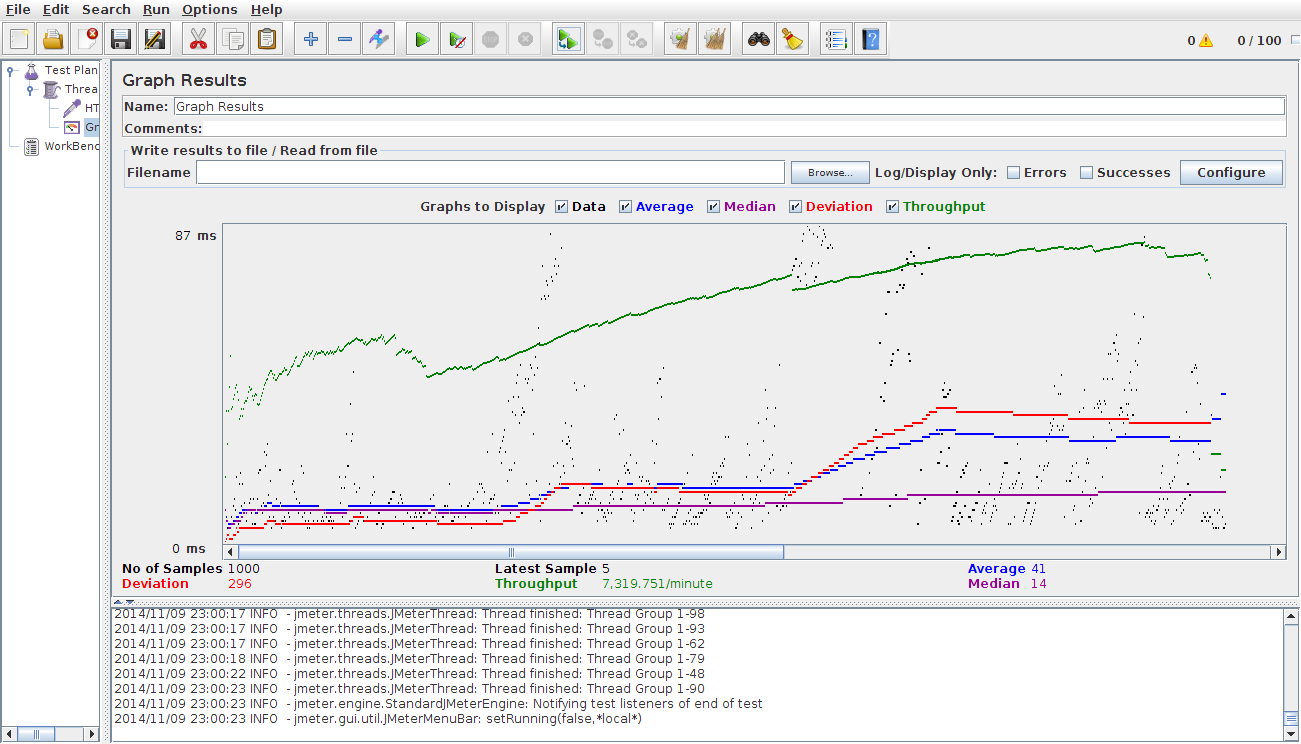 File Edit Search Run Options Help
0 0 / 100
Test Plan
Threa
HT
Gr
WorkBenc
Graph Results
Name: Graph Results
Comments:
Write results to file / Read from file
Filename Browse... Log/Display Only: Errors Successes Configure
Graphs to Display Data Average Median Deviation Throughput
87 ms
0 ms
No of Samples 1000 Latest Sample 5 Average 41
Deviation 296 Throughput 7,319.751/minute Median 14
2014/11/09 23:00:17 INFO - jmeter.threads.JMeterThread: Thread finished: Thread Group 1-98
2014/11/09 23:00:17 INFO - jmeter.threads.JMeterThread: Thread finished: Thread Group 1-93
2014/11/09 23:00:17 INFO - jmeter.threads.JMeterThread: Thread finished: Thread Group 1-62
2014/11/09 23:00:18 INFO - jmeter.threads.JMeterThread: Thread finished: Thread Group 1-79
2014/11/09 23:00:22 INFO - jmeter.threads.JMeterThread: Thread finished: Thread Group 1-48
2014/11/09 23:00:23 INFO - jmeter.threads.JMeterThread: Thread finished: Thread Group 1-90
2014/11/09 23:00:23 INFO - jmeter.engine.StandardJMeterEngine: Notifying test listeners of end of test
2014/11/09 23:00:23 INFO - jmeter.gui.util.JMeterMenuBar: setRunning(false,*local*)